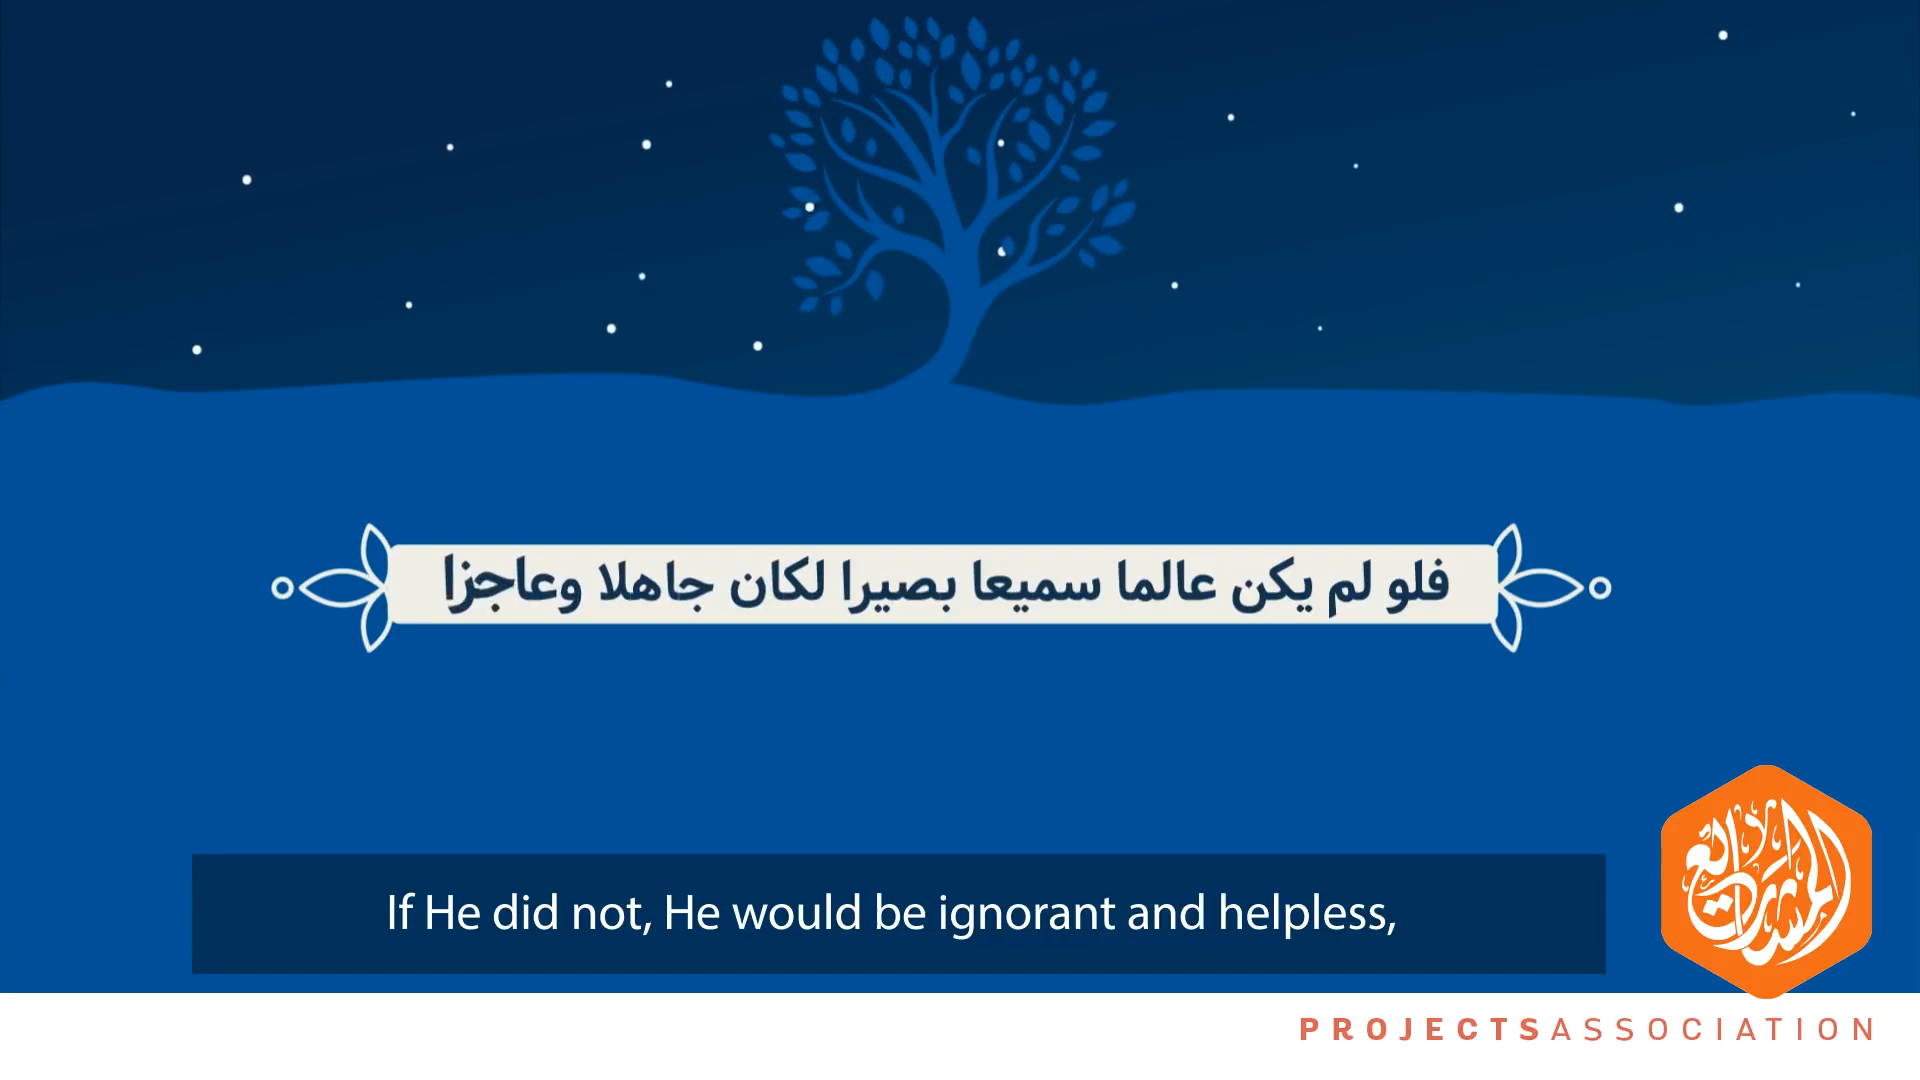 فلو لم يكن عالما سميعا بصيرا لكان جاهلا وعاجزا
If He did not, He would be ignorant and helpless,
المشاريع
PROJECTSASSOCIATION